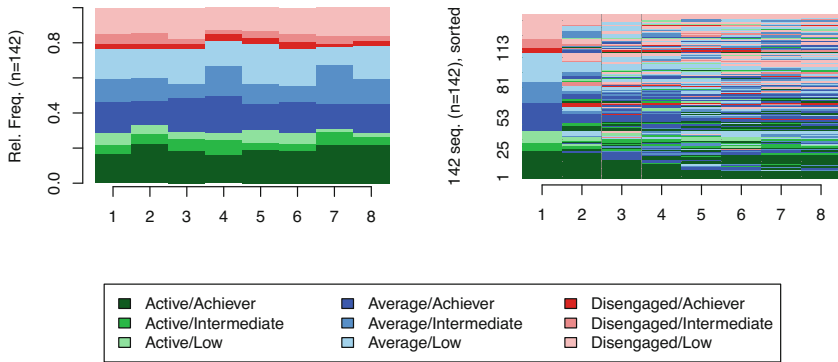 Rel. Freq. (n=142)
0.0
0.4
0.8
1 2 3 4 5 6 7 8
142 seq. (n=142), sorted
1
25
53
81
113
1 2 3 4 5 6 7 8
Active/Achiever
Active/Intermediate
Active/Low
Average/Achiever
Average/Intermediate
Average/Low
Disengaged/Achiever
Disengaged/Intermediate
Disengaged/Low